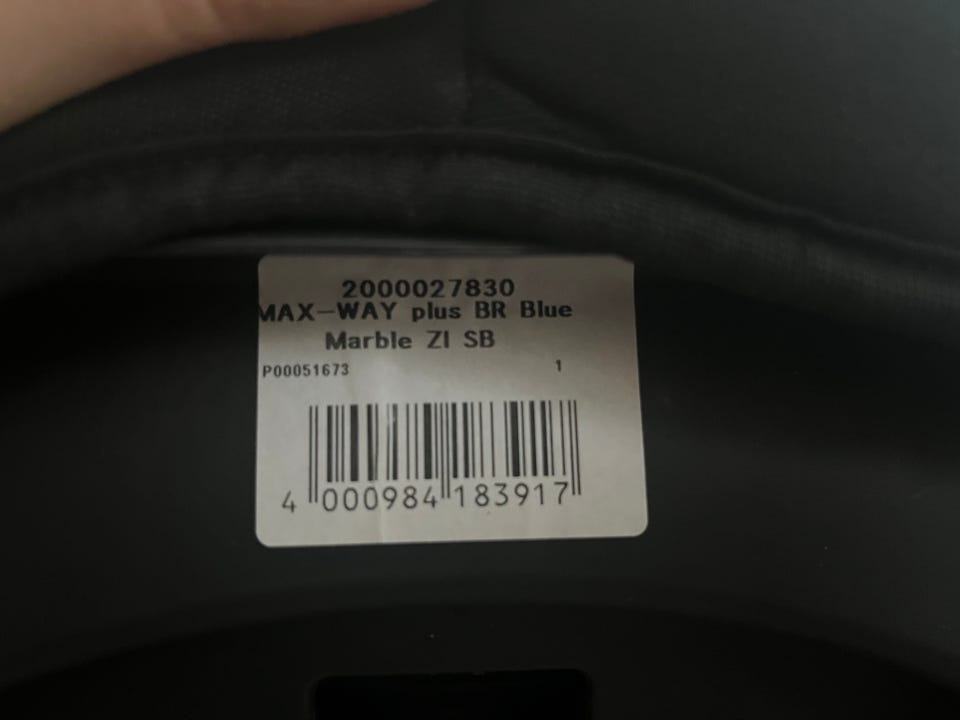 2000027830
MAX-WAY plus BR Blue
Marble ZI SB
P00051673 1
4 000984 183917